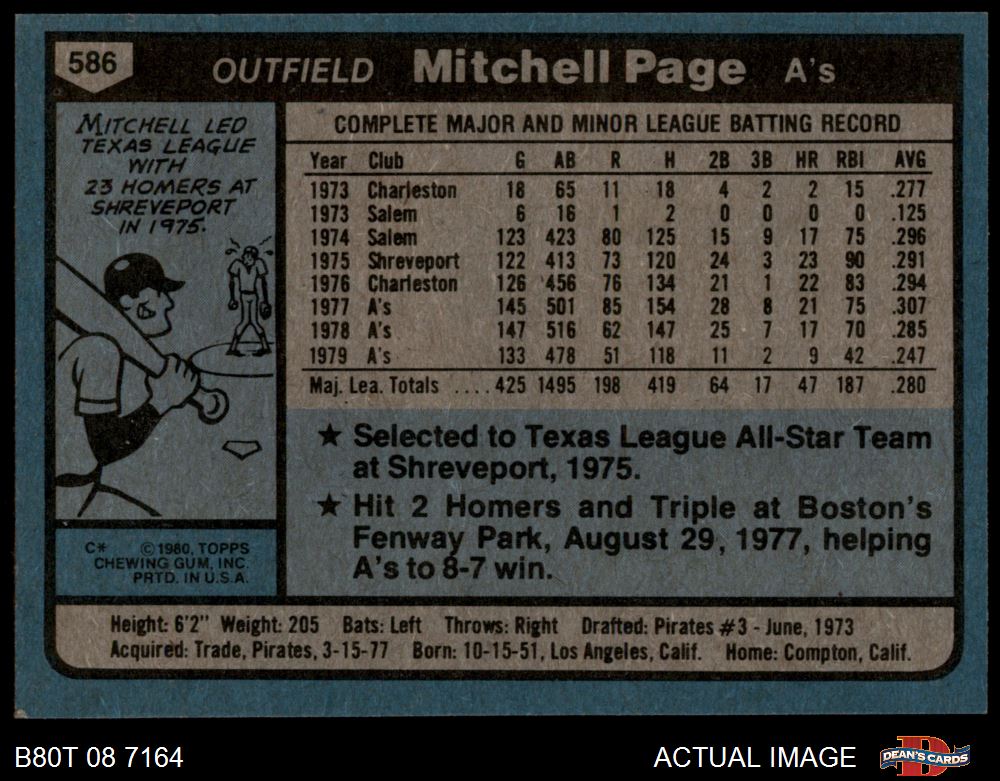 586
OUTFIELD Mitchell Page A's
MITCHELL LED
TEXAS LEAGUE
WITH
23 HOMERS AT
SHREVEPORT
IN 1975.
C* ©1980, TOPPS
CHEWING GUM, INC.
PRTD. IN U.S.A.
COMPLETE MAJOR AND MINOR LEAGUE BATTING RECORD
Year Club G AB R H 2B 3B HR RBI AVG
1973 Charleston 18 65 11 18 4 2 2 15 .277
1973 Salem 6 16 1 2 0 0 0 0 .125
1974 Salem 123 423 80 125 15 9 17 75 .296
1975 Shreveport 122 413 73 120 24 3 23 90 .291
1976 Charleston 126 456 76 134 21 1 22 83 .294
1977 A's 145 501 85 154 28 8 21 75 .307
1978 A's 147 516 62 147 25 7 17 70 .285
1979 A's 133 478 51 118 11 2 9 42 .247
Maj. Lea. Totals .... 425 1495 198 419 64 17 47 187 .280
★ Selected to Texas League All-Star Team
at Shreveport, 1975.
★ Hit 2 Homers and Triple at Boston's
Fenway Park, August 29, 1977, helping
A's to 8-7 win.
Height: 6'2" Weight: 205 Bats: Left Throws: Right Drafted: Pirates #3 - June, 1973
Acquired: Trade, Pirates, 3-15-77 Born: 10-15-51, Los Angeles, Calif. Home: Compton, Calif.
B80T 08 7164 ACTUAL IMAGE DEAN'S CARDS